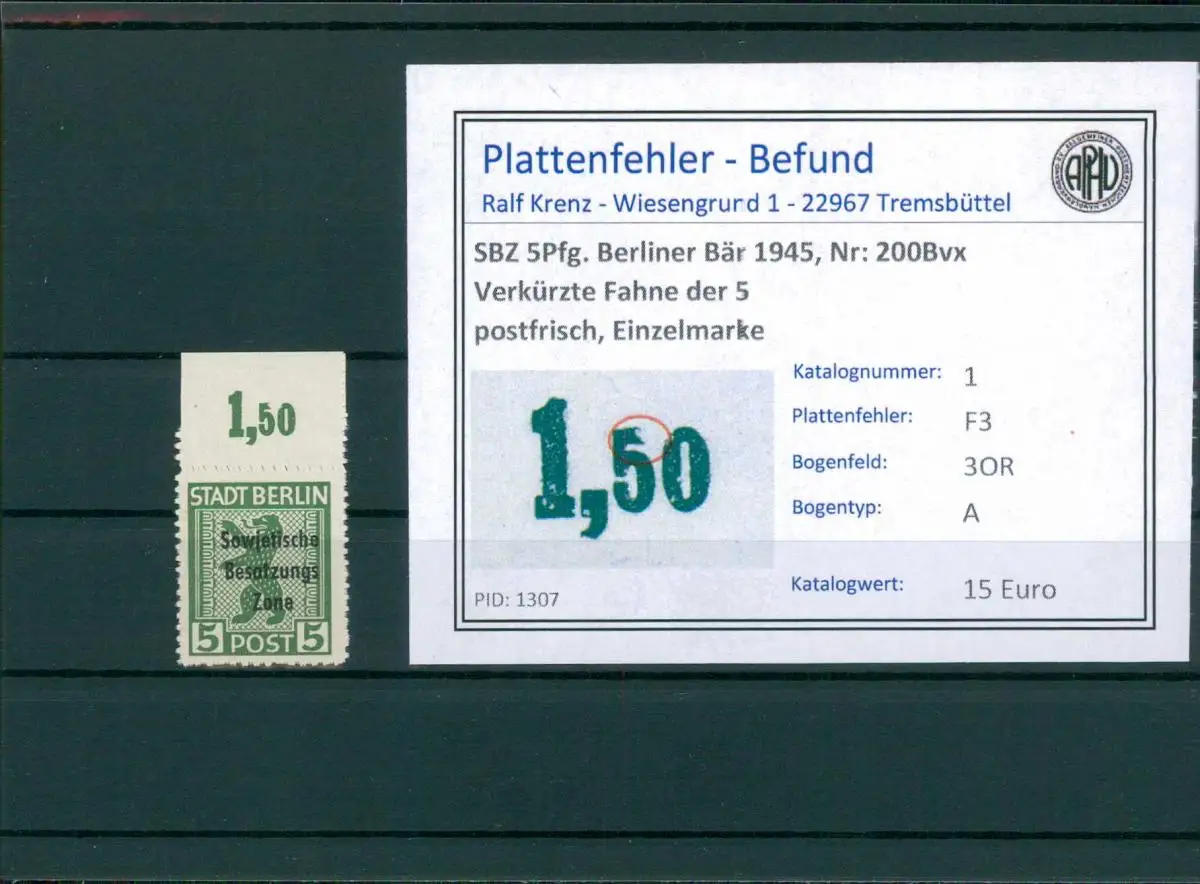 1,50
STADT BERLIN
Sowjetische
Besatzungs
Zone
5 POST 5
Plattenfehler - Befund
Ralf Krenz - Wiesengrund 1 - 22967 Tremsbüttel
APHV
SBZ 5Pfg. Berliner Bär 1945, Nr: 200Bvx
Verkürzte Fahne der 5
postfrisch, Einzelmarke
1,50
Katalognummer: 1
Plattenfehler: F3
Bogenfeld: 3OR
Bogentyp: A
Katalogwert: 15 Euro
PID: 1307